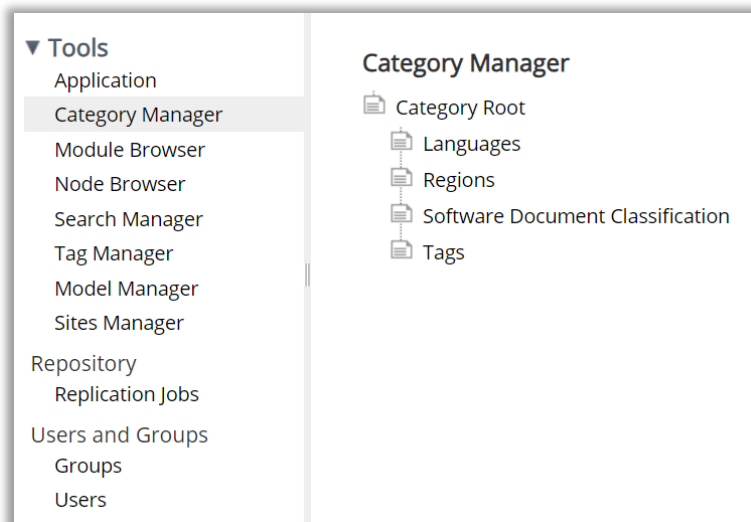 Tools
Application
Category Manager
Module Browser
Node Browser
Search Manager
Tag Manager
Model Manager
Sites Manager
Repository
Replication Jobs
Users and Groups
Groups
Users
Category Manager
Category Root
Languages
Regions
Software Document Classification
Tags